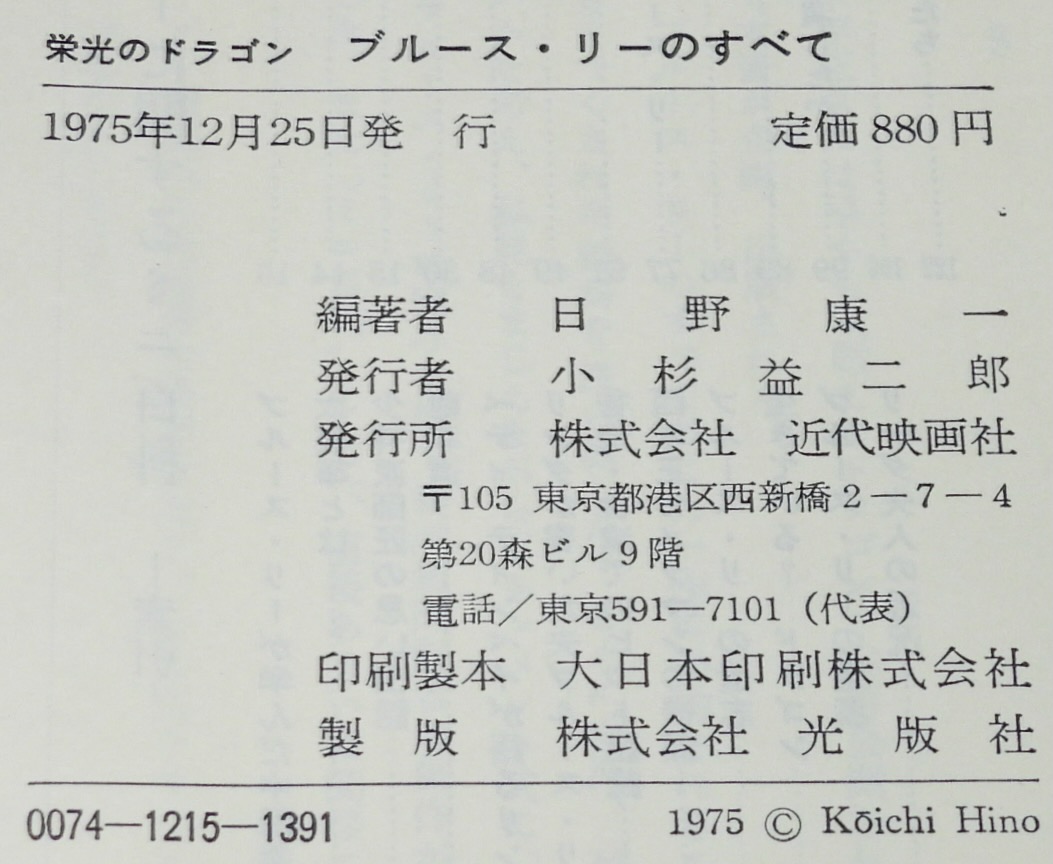 栄光のドラゴン　ブルース・リーのすべて
1975年12月25日発　行　定価 880 円
編著者　日　野　康　一
発行者　小　杉　益　二　郎
発行所　株式会社　近代映画社
〒105 東京都港区西新橋2―7―4
第20森ビル9階
電話／東京591―7101（代表）
印刷製本　大日本印刷株式会社
製　版　株式会社　光　版　社
0074―1215―1391　1975 © Kōichi Hino